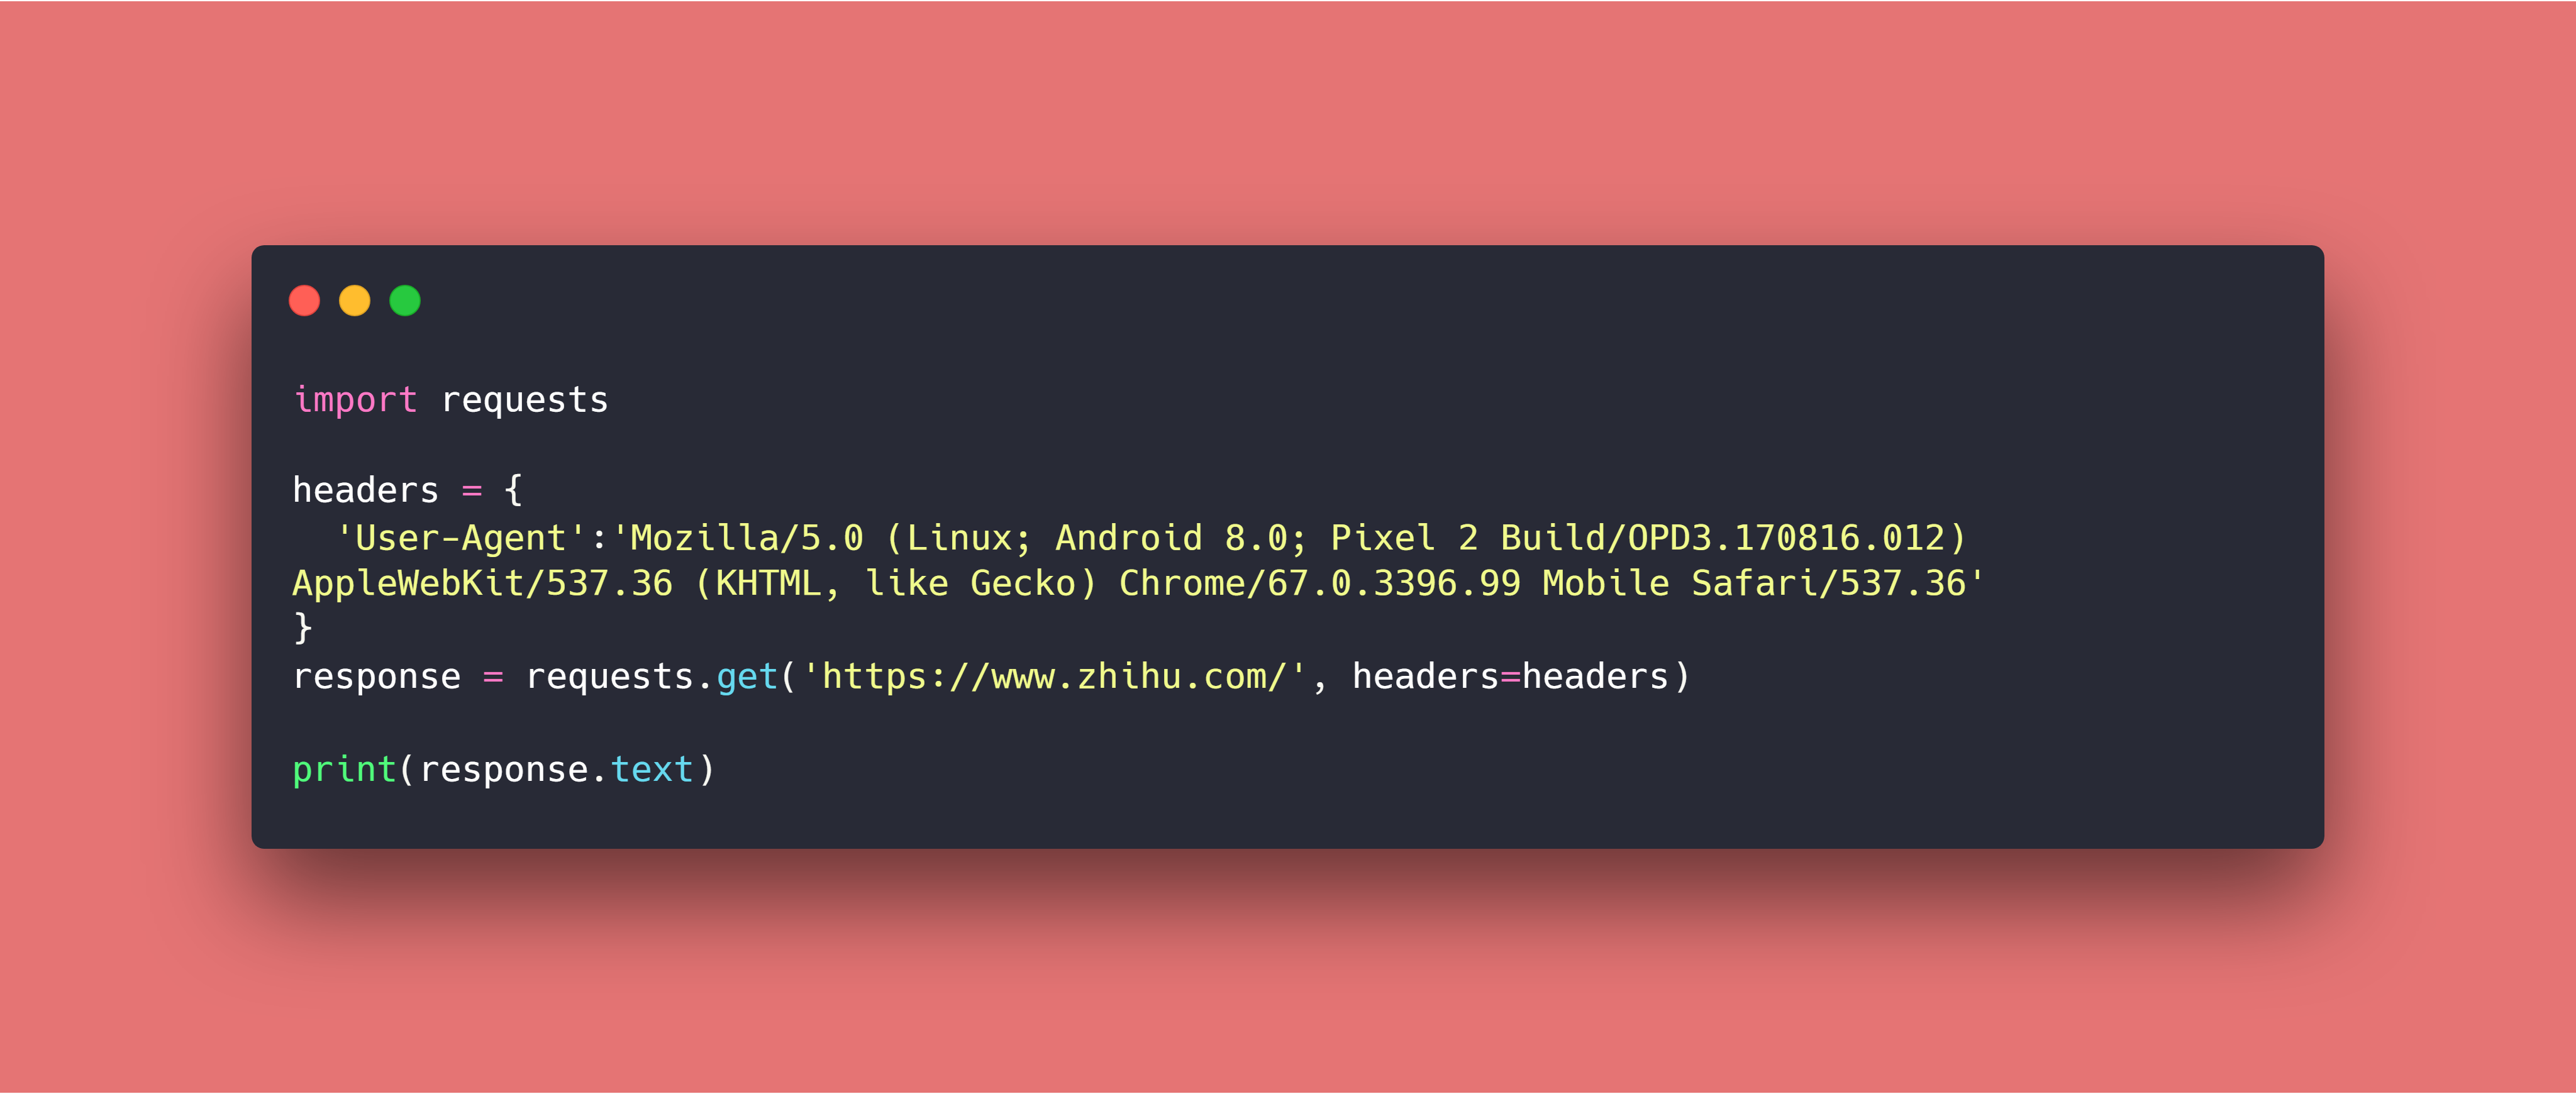 import requests
headers = {
  'User-Agent':'Mozilla/5.0 (Linux; Android 8.0; Pixel 2 Build/OPD3.170816.012)
AppleWebKit/537.36 (KHTML, like Gecko) Chrome/67.0.3396.99 Mobile Safari/537.36'
}
response = requests.get('https://www.zhihu.com/', headers=headers)
print(response.text)